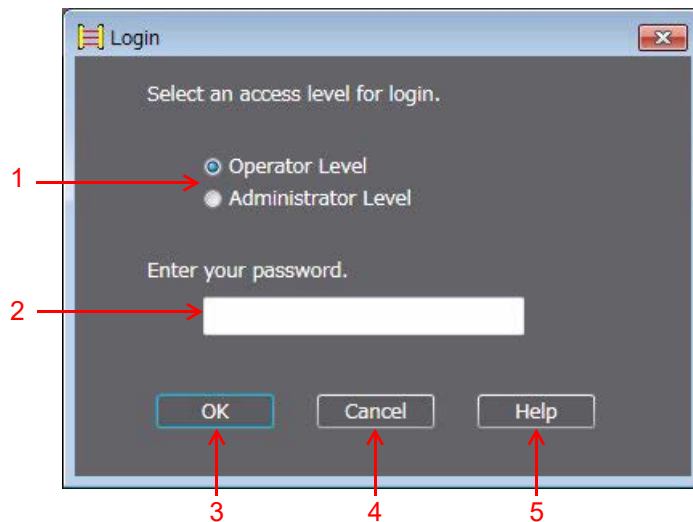 Login
Select an access level for login.
1
Operator Level
Administrator Level
Enter your password.
2
OK Cancel Help
3 4 5